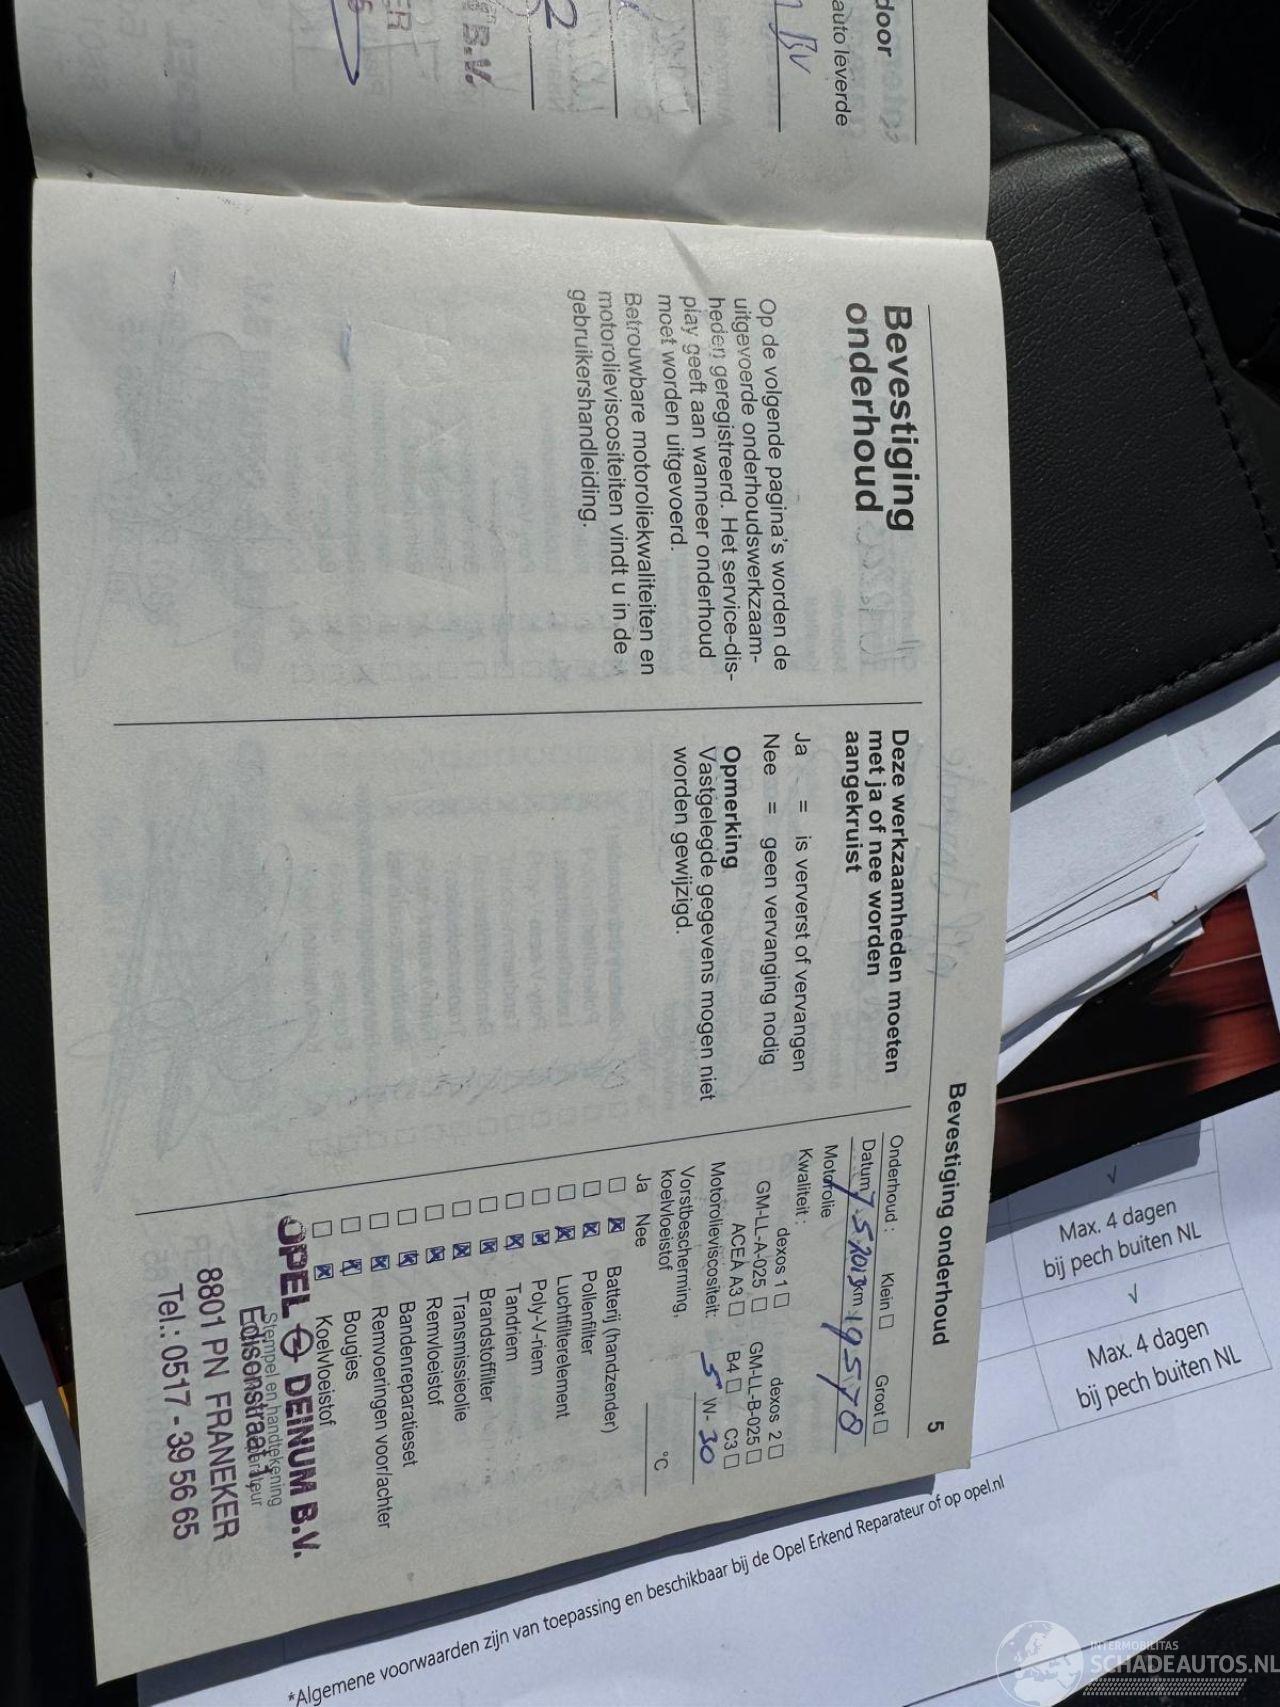 door
auto leverde
BV
B.V.
Bevestiging onderhoud 5
Bevestiging
onderhoud
Op de volgende pagina's worden de
uitgevoerde onderhoudswerkzaam-
heden geregistreerd. Het service-dis-
play geeft aan wanneer onderhoud
moet worden uitgevoerd.
Betrouwbare motoroliekwaliteiten en
motorolieviscositeiten vindt u in de
gebruikershandleiding.
Deze werkzaamheden moeten
met ja of nee worden
aangekruist
Ja = is ververst of vervangen
Nee = geen vervanging nodig
Opmerking
Vastgelegde gegevens mogen niet
worden gewijzigd.
Onderhoud : Klein ☐ Groot ☐
Datum 7.5.2013 km 19578
Motorolie
Kwaliteit :
dexos 1 ☐ dexos 2 ☐
GM-LL-A-025 ☐ GM-LL-B-025 ☐
ACEA A3 ☐ B4 ☐ C3 ☐
Motorolieviscositeit: 5 W- 30
Vorstbescherming,
koelvloeistof °C
Ja Nee
☐ ☒ Batterij (handzender)
☐ ☒ Pollenfilter
☐ ☒ Luchtfilterelement
☐ ☒ Poly-V-riem
☐ ☒ Tandriem
☐ ☒ Brandstoffilter
☐ ☒ Transmissieolie
☐ ☒ Remvloeistof
☐ ☒ Bandenreparatieset
☐ ☒ Remvoeringen voor/achter
☐ ☒ Bougies
☐ ☒ Koelvloeistof
OPEL DEINUM B.V.
Stempel en handtekening
Edisonstraat 1
8801 PN FRANEKER
Tel.: 0517 - 39 56 65
✓
Max. 4 dagen
bij pech buiten NL
✓
Max. 4 dagen
bij pech buiten NL
*Algemene voorwaarden zijn van toepassing en beschikbaar bij de Opel Erkend Reparateur of op opel.nl
INTERMOBILITAS
SCHADEAUTOS.NL